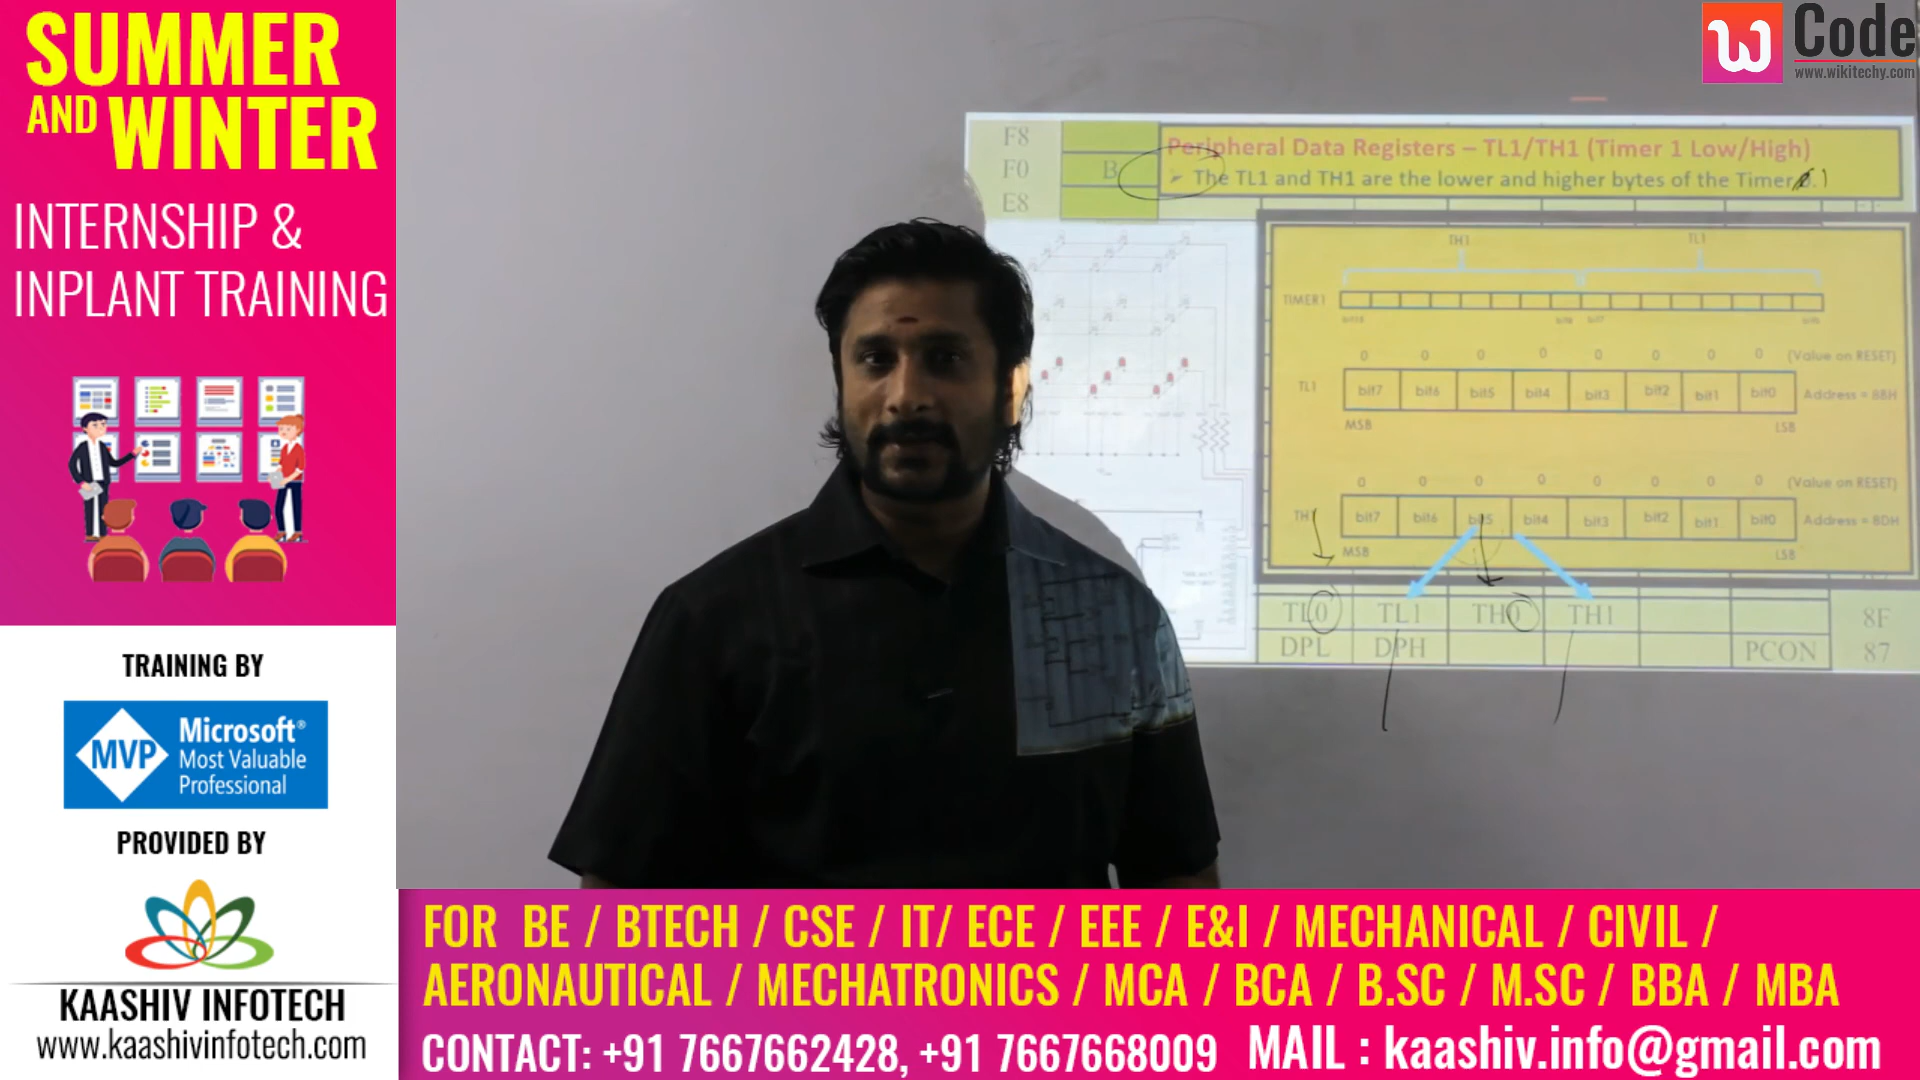 SUMMER
AND WINTER
INTERNSHIP &
INPLANT TRAINING
TRAINING BY
MVP
Microsoft®
Most Valuable
Professional
PROVIDED BY
KAASHIV INFOTECH
www.kaashivinfotech.com
W Code
www.wikitechy.com
F8
F0 B
E8
Peripheral Data Registers – TL1/TH1 (Timer 1 Low/High)
➤ The TL1 and TH1 are the lower and higher bytes of the Timer 1
TH1 TL1
TIMER1
0 0 0 0 0 0 0 0 (Value on RESET)
TL1 bit7 bit6 bit5 bit4 bit3 bit2 bit1 bit0 Address = 8BH
MSB LSB
0 0 0 0 0 0 0 0 (Value on RESET)
TH1 bit7 bit6 bit5 bit4 bit3 bit2 bit1 bit0 Address = 8DH
MSB LSB
TL0 TL1 TH0 TH1 8F
DPL DPH PCON 87
FOR BE / BTECH / CSE / IT/ ECE / EEE / E&I / MECHANICAL / CIVIL /
AERONAUTICAL / MECHATRONICS / MCA / BCA / B.SC / M.SC / BBA / MBA
CONTACT: +91 7667662428, +91 7667668009 MAIL : kaashiv.info@gmail.com